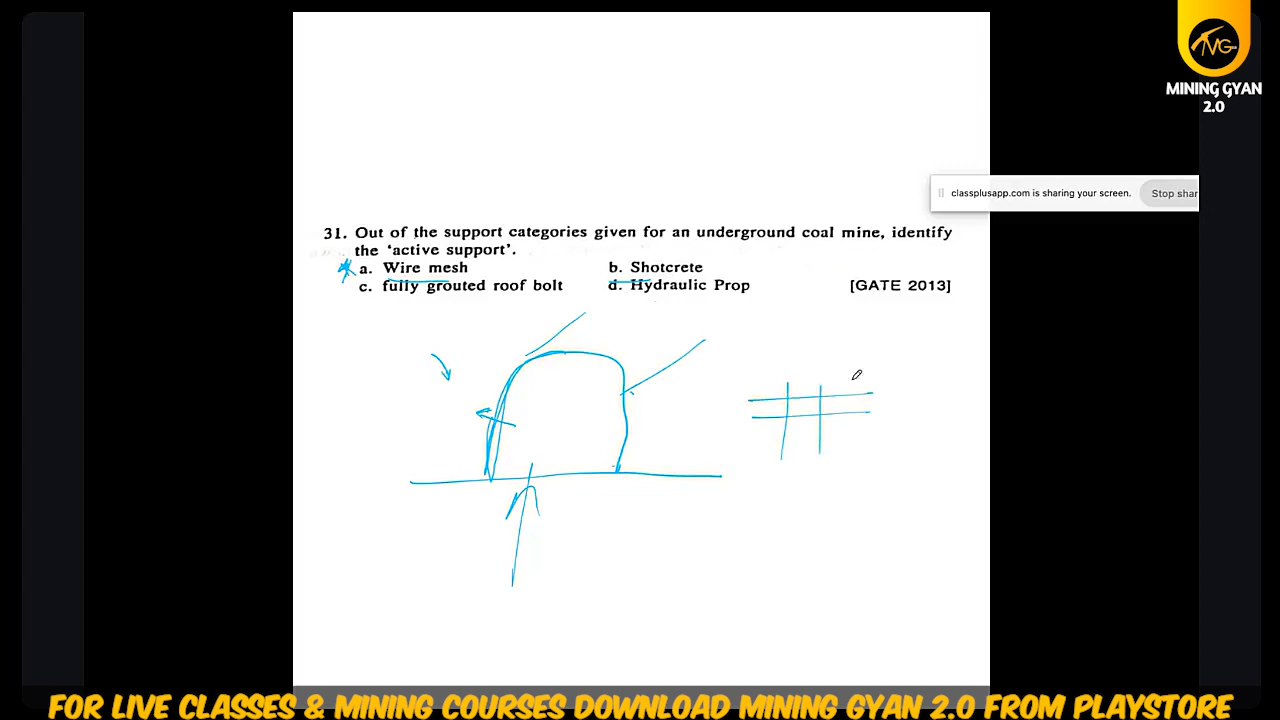 MG
MINING GYAN
2.0
classplusapp.com is sharing your screen. Stop shar
31. Out of the support categories given for an underground coal mine, identify
the 'active support'.
a. Wire mesh b. Shotcrete
c. fully grouted roof bolt d. Hydraulic Prop [GATE 2013]
FOR LIVE CLASSES & MINING COURSES DOWNLOAD MINING GYAN 2.0 FROM PLAYSTORE